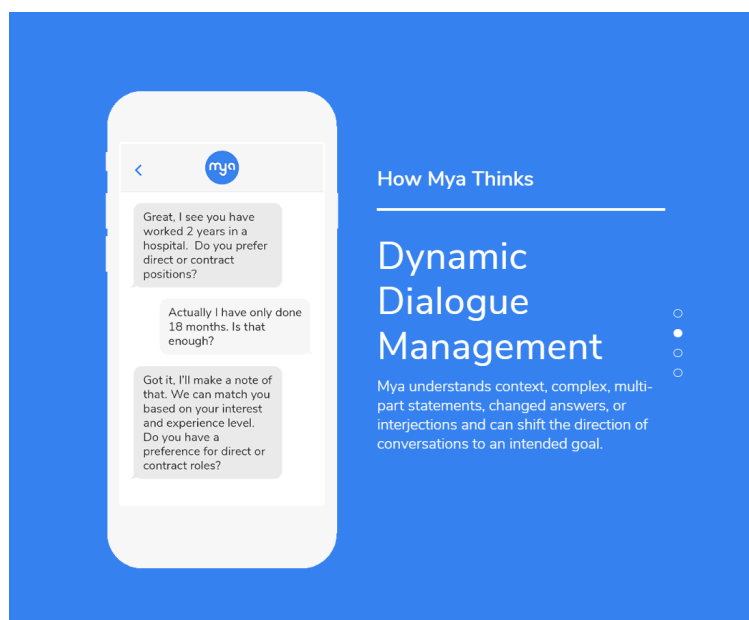 mya
Great, I see you have
worked 2 years in a
hospital.  Do you prefer
direct or contract
positions?
Actually I have only done
18 months. Is that
enough?
Got it, I'll make a note of
that. We can match you
based on your interest
and experience level.
Do you have a
preference for direct or
contract roles?
How Mya Thinks
Dynamic
Dialogue
Management
Mya understands context, complex, multi-
part statements, changed answers, or
interjections and can shift the direction of
conversations to an intended goal.